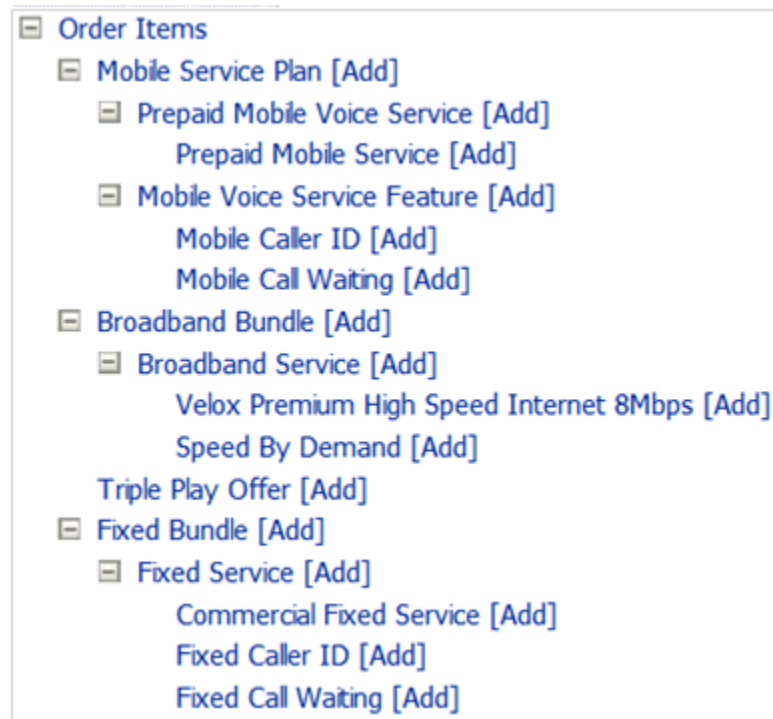 Order Items
Mobile Service Plan [Add]
Prepaid Mobile Voice Service [Add]
Prepaid Mobile Service [Add]
Mobile Voice Service Feature [Add]
Mobile Caller ID [Add]
Mobile Call Waiting [Add]
Broadband Bundle [Add]
Broadband Service [Add]
Velox Premium High Speed Internet 8Mbps [Add]
Speed By Demand [Add]
Triple Play Offer [Add]
Fixed Bundle [Add]
Fixed Service [Add]
Commercial Fixed Service [Add]
Fixed Caller ID [Add]
Fixed Call Waiting [Add]